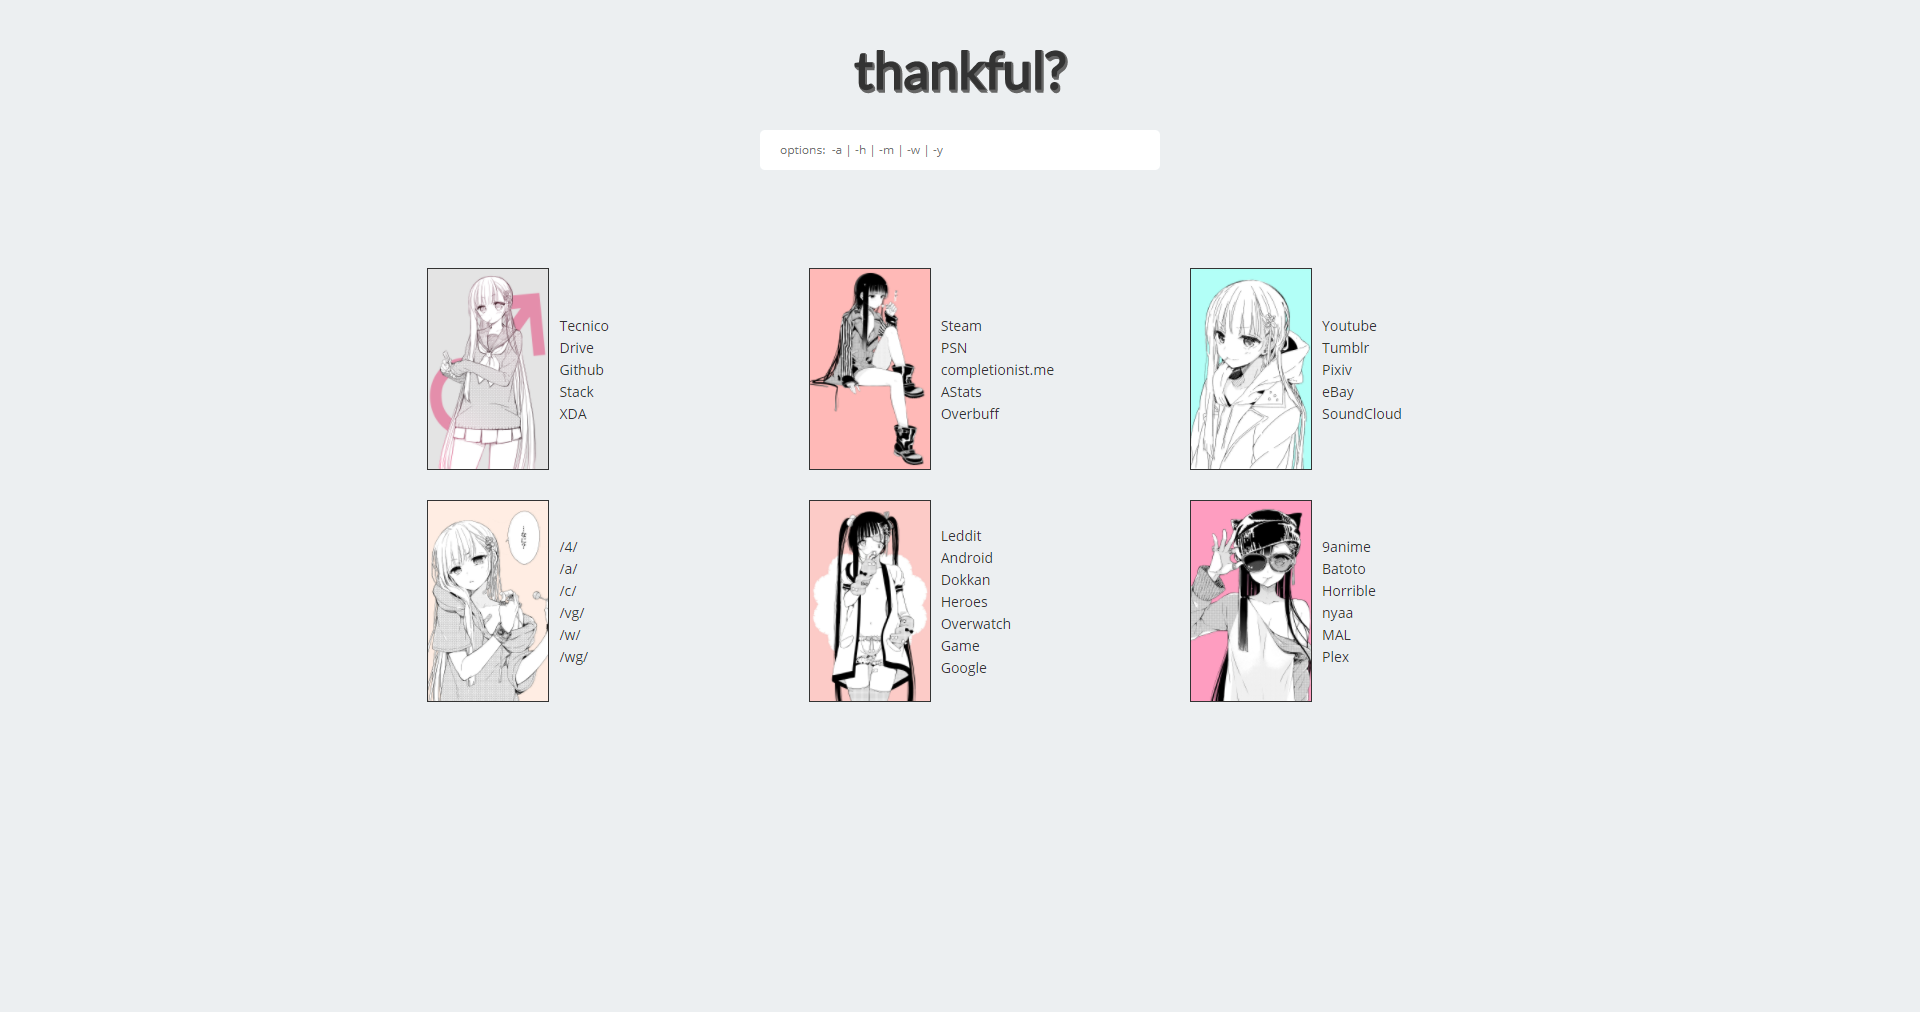 thankful?
options: -a | -h | -m | -w | -y
Tecnico
Drive
Github
Stack
XDA
Steam
PSN
completionist.me
AStats
Overbuff
Youtube
Tumblr
Pixiv
eBay
SoundCloud
/4/
/a/
/c/
/vg/
/w/
/wg/
Leddit
Android
Dokkan
Heroes
Overwatch
Game
Google
9anime
Batoto
Horrible
nyaa
MAL
Plex